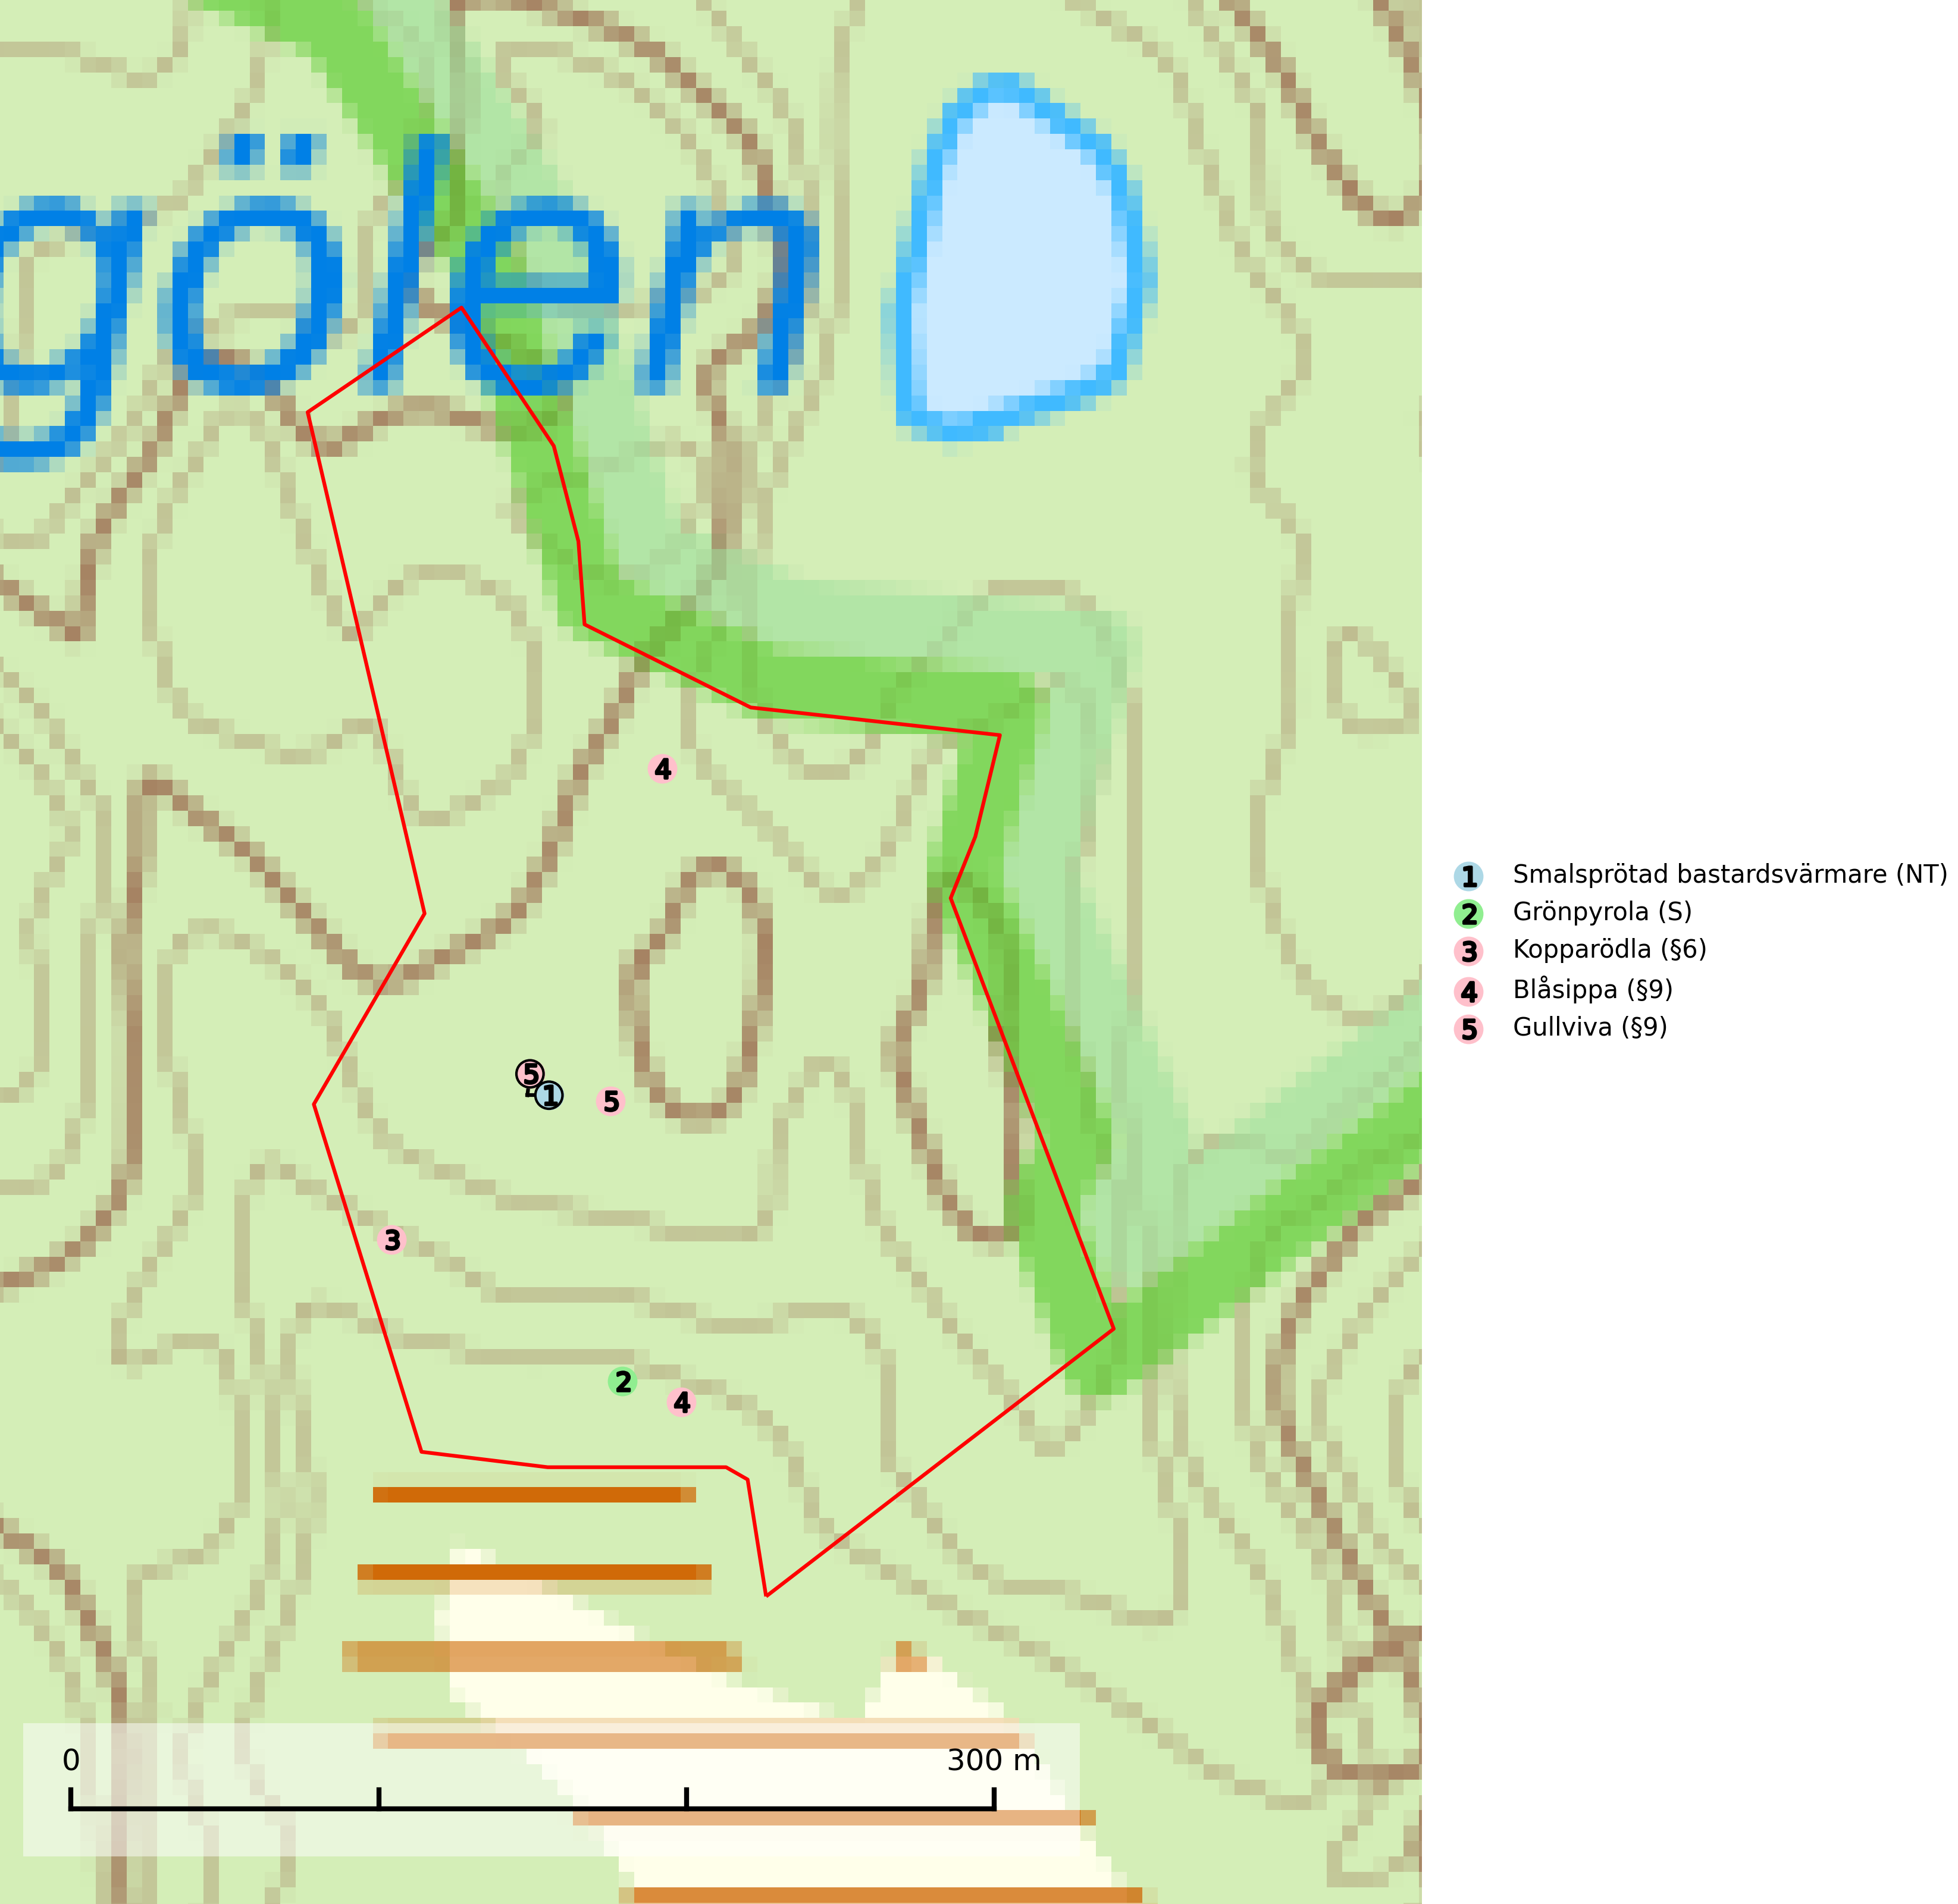 gölen
4
5
1
5
3
2
4
0 300 m
1 Smalsprötad bastardsvärmare (NT)
2 Grönpyrola (S)
3 Kopparödla (§6)
4 Blåsippa (§9)
5 Gullviva (§9)